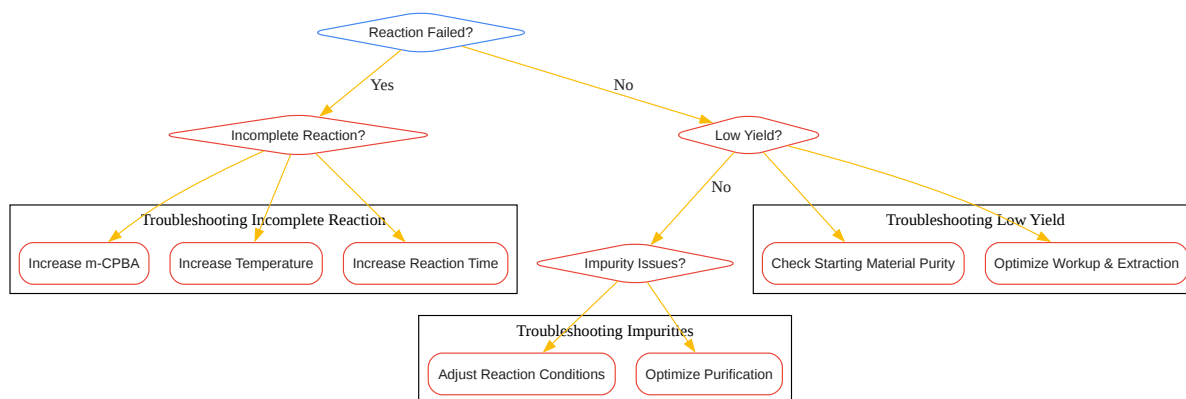 Reaction Failed?
Yes
No
Incomplete Reaction?
Low Yield?
No
Troubleshooting Incomplete Reaction
Increase m-CPBA
Increase Temperature
Increase Reaction Time
Troubleshooting Low Yield
Check Starting Material Purity
Optimize Workup & Extraction
Impurity Issues?
Troubleshooting Impurities
Adjust Reaction Conditions
Optimize Purification